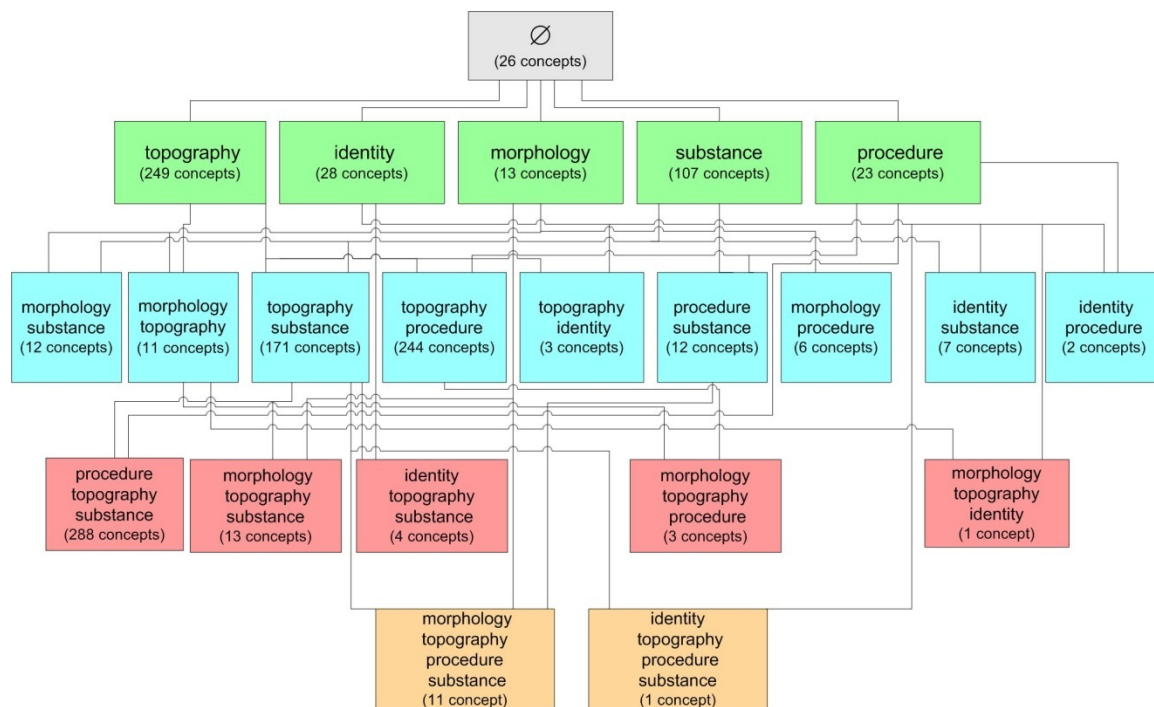 ∅
(26 concepts)
topography
(249 concepts)
identity
(28 concepts)
morphology
(13 concepts)
substance
(107 concepts)
procedure
(23 concepts)
morphology
substance
(12 concepts)
morphology
topography
(11 concepts)
topography
substance
(171 concepts)
topography
procedure
(244 concepts)
topography
identity
(3 concepts)
procedure
substance
(12 concepts)
morphology
procedure
(6 concepts)
identity
substance
(7 concepts)
identity
procedure
(2 concepts)
procedure
topography
substance
(288 concepts)
morphology
topography
substance
(13 concepts)
identity
topography
substance
(4 concepts)
morphology
topography
procedure
(3 concepts)
morphology
topography
identity
(1 concept)
morphology
topography
procedure
substance
(11 concept)
identity
topography
procedure
substance
(1 concept)